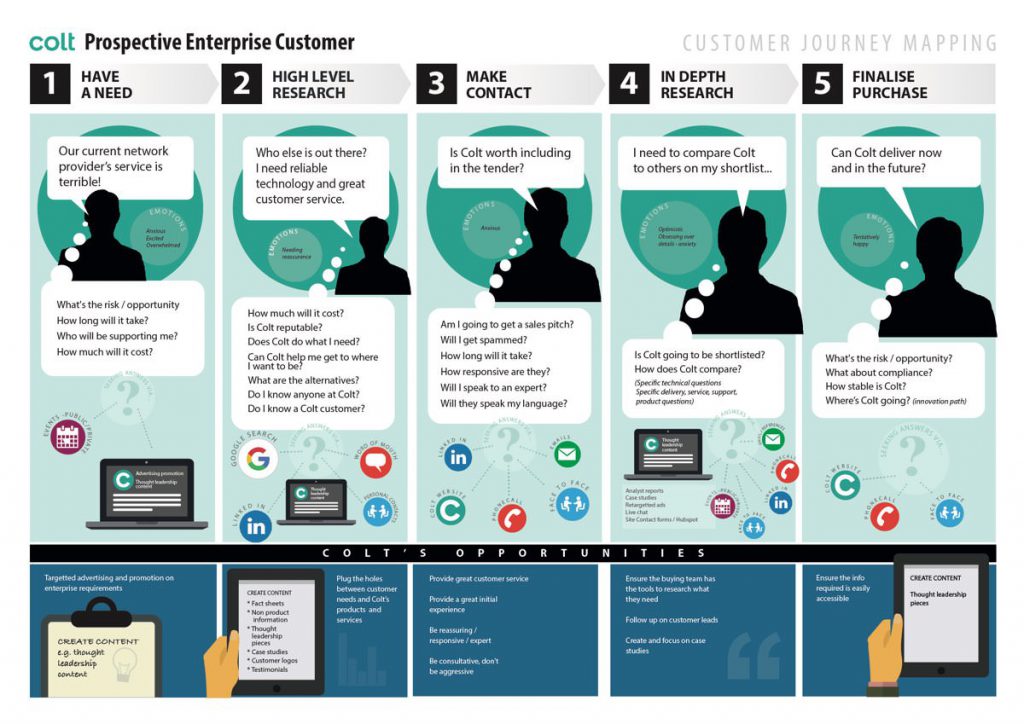 colt Prospective Enterprise Customer
CUSTOMER JOURNEY MAPPING
1 HAVE
A NEED
2 HIGH LEVEL
RESEARCH
3 MAKE
CONTACT
4 IN DEPTH
RESEARCH
5 FINALISE
PURCHASE
Our current network
provider's service is
terrible!
EMOTIONS
Anxious
Excited
Overwhelmed
What's the risk / opportunity
How long will it take?
Who will be supporting me?
How much will it cost?
SEEKING ANSWERS VIA
?
EVENTS - PUBLIC/PRIVATE
C
Advertising promotion
Thought leadership
content
Who else is out there?
I need reliable
technology and great
customer service.
EMOTIONS
Needing
reassurance
How much will it cost?
Is Colt reputable?
Does Colt do what I need?
Can Colt help me get to where
I want to be?
What are the alternatives?
Do I know anyone at Colt?
Do I know a Colt customer?
SEEKING ANSWERS VIA
?
GOOGLE SEARCH
G
WORD OF MOUTH
LINKED IN
in
C
Thought
leadership
content
PERSONAL CONTACTS
Is Colt worth including
in the tender?
EMOTIONS
Anxious
Am I going to get a sales pitch?
Will I get spammed?
How long will it take?
How responsive are they?
Will I speak to an expert?
Will they speak my language?
SEEKING ANSWERS VIA
?
LINKED IN
in
EMAILS
COLT WEBSITE
C
PHONECALL
FACE TO FACE
I need to compare Colt
to others on my shortlist...
EMOTIONS
Optimistic
Obsessing over
details - anxiety
Is Colt going to be shortlisted?
How does Colt compare?
(Specific technical questions
Specific delivery, service, support,
product questions)
SEEKING ANSWERS VIA
?
C
Thought
leadership
content
Analyst reports
Case studies
Retargetted ads
Live chat
Site Contact forms / Hubspot
PHONECALL
LINKED IN
in
FACE TO FACE
Can Colt deliver now
and in the future?
EMOTIONS
Tentatively
happy
What's the risk / opportunity?
What about compliance?
How stable is Colt?
Where's Colt going? (innovation path)
SEEKING ANSWERS VIA
?
COLT WEBSITE
C
PHONECALL
FACE TO FACE
COLT'S OPPORTUNITIES
Targetted advertising and promotion on
enterprise requirements
CREATE CONTENT
e.g. thought
leadership
content
CREATE CONTENT
* Fact sheets
* Non product
information
* Thought
leadership
pieces
* Case studies
* Customer logos
* Testimonials
Plug the holes
between customer
needs and Colt's
products and
services
Provide great customer service
Provide a great initial
experience
Be reassuring /
responsive / expert
Be consultative, don't
be aggressive
Ensure the buying team has
the tools to research what
they need
Follow up on customer leads
Create and focus on case
studies
Ensure the info
required is easily
accessible
CREATE CONTENT
Thought leadership
pieces